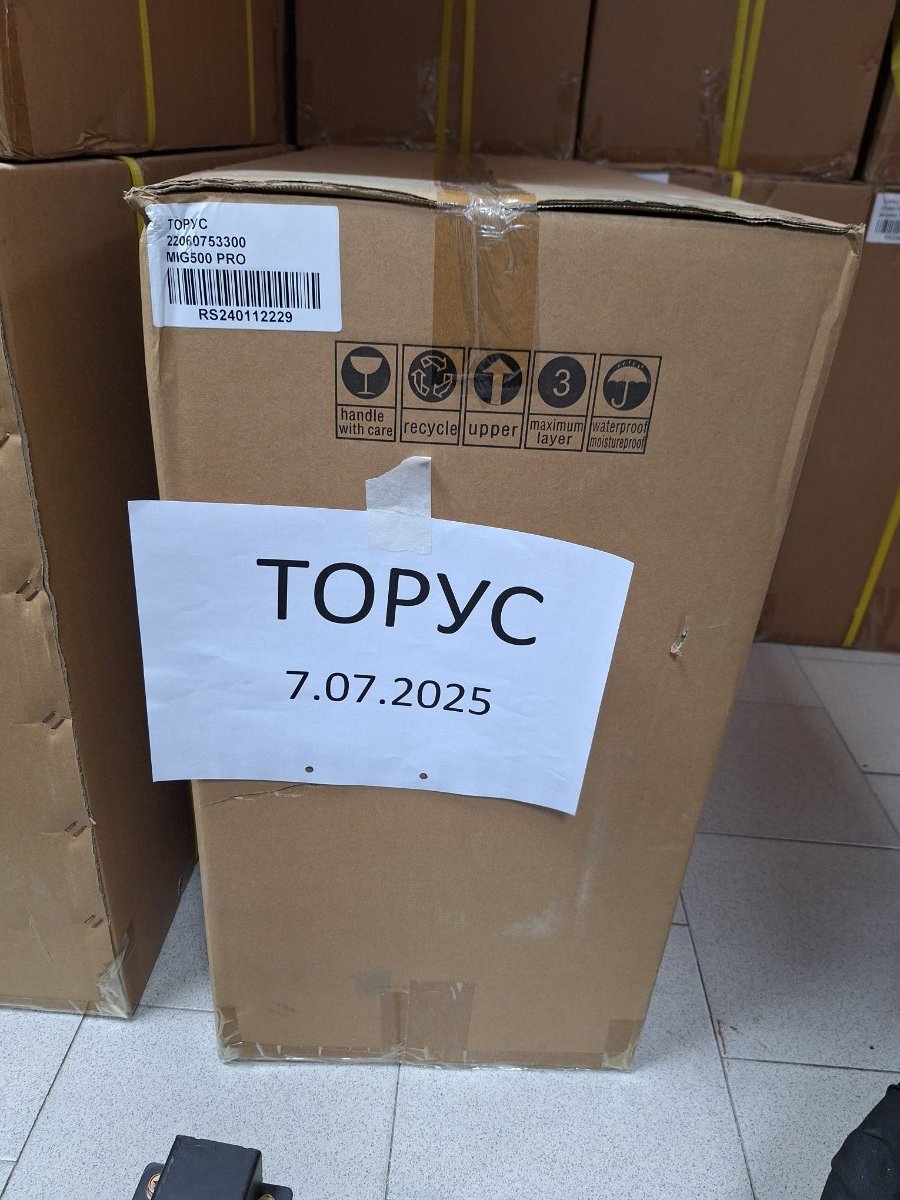 ТОРУС
22060753300
MIG500 PRO
RS240112229
3
handle
with care
recycle
upper
maximum
layer
waterproof
moistureproof
ТОРУС
7.07.2025